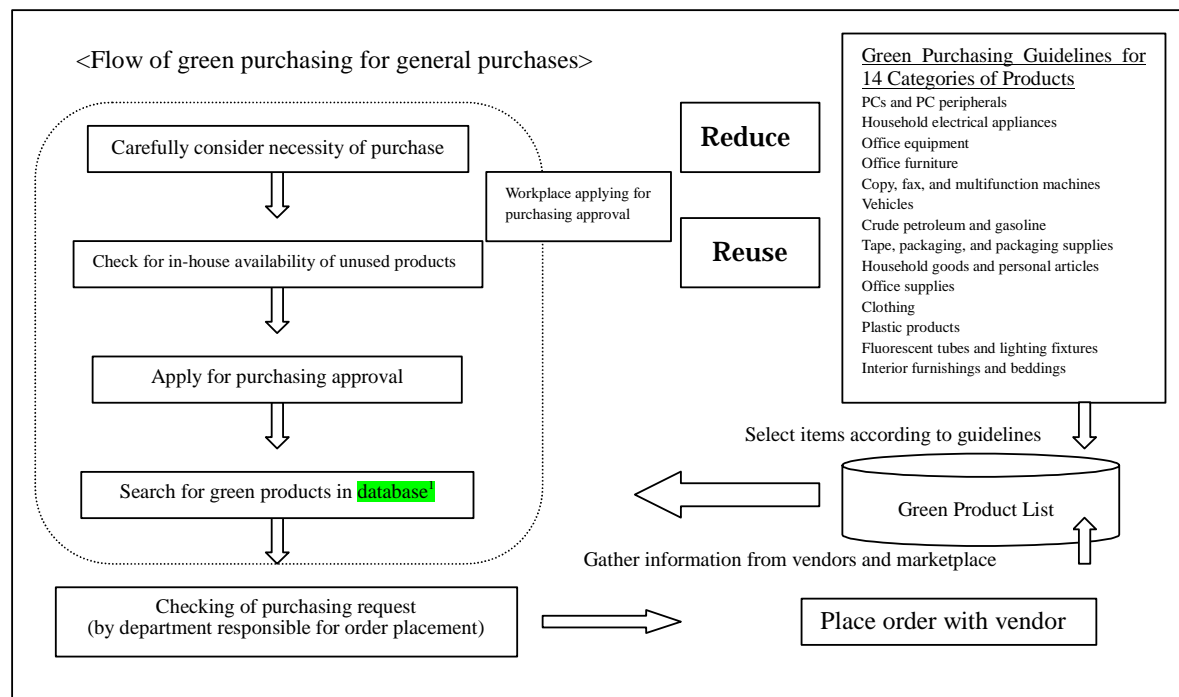 <Flow of green purchasing for general purchases>
Carefully consider necessity of purchase
Check for in-house availability of unused products
Apply for purchasing approval
Search for green products in database¹
Checking of purchasing request
(by department responsible for order placement)
Workplace applying for
purchasing approval
Reduce
Reuse
Green Purchasing Guidelines for
14 Categories of Products
PCs and PC peripherals
Household electrical appliances
Office equipment
Office furniture
Copy, fax, and multifunction machines
Vehicles
Crude petroleum and gasoline
Tape, packaging, and packaging supplies
Household goods and personal articles
Office supplies
Clothing
Plastic products
Fluorescent tubes and lighting fixtures
Interior furnishings and beddings
Select items according to guidelines
Green Product List
Gather information from vendors and marketplace
Place order with vendor